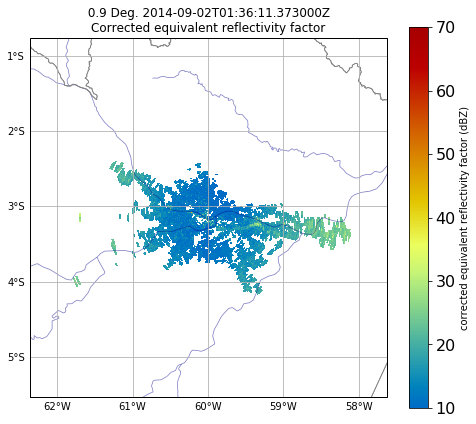 0.9 Deg. 2014-09-02T01:36:11.373000Z
Corrected equivalent reflectivity factor
1°S
2°S
3°S
4°S
5°S
62°W
61°W
60°W
59°W
58°W
70
60
50
40
30
20
10
corrected equivalent reflectivity factor (dBZ)